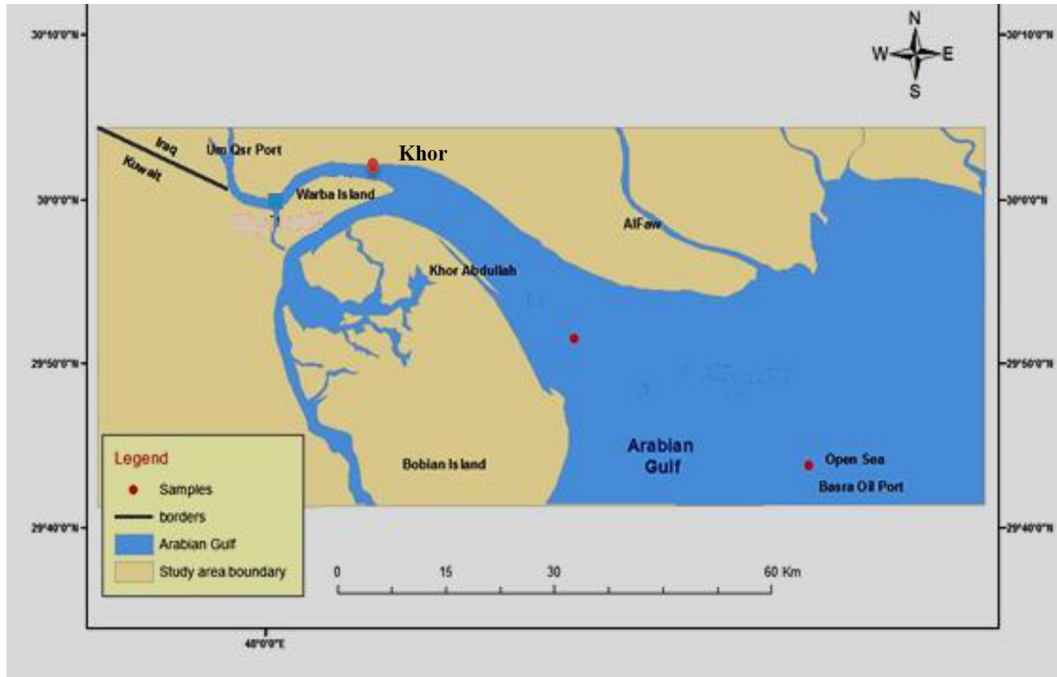 30°10'0"N
30°10'0"N
N
W
E
S
Iraq
Kuwait
Um Qsr Port
Khor
Warba Island
30°0'0"N
30°0'0"N
AlFaw
Khor Abdullah
29°50'0"N
29°50'0"N
Arabian
Gulf
Bobian Island
Open Sea
Basra Oil Port
Legend
Samples
borders
Arabian Gulf
Study area boundary
29°40'0"N
29°40'0"N
0 15 30 60 Km
48°0'0"E